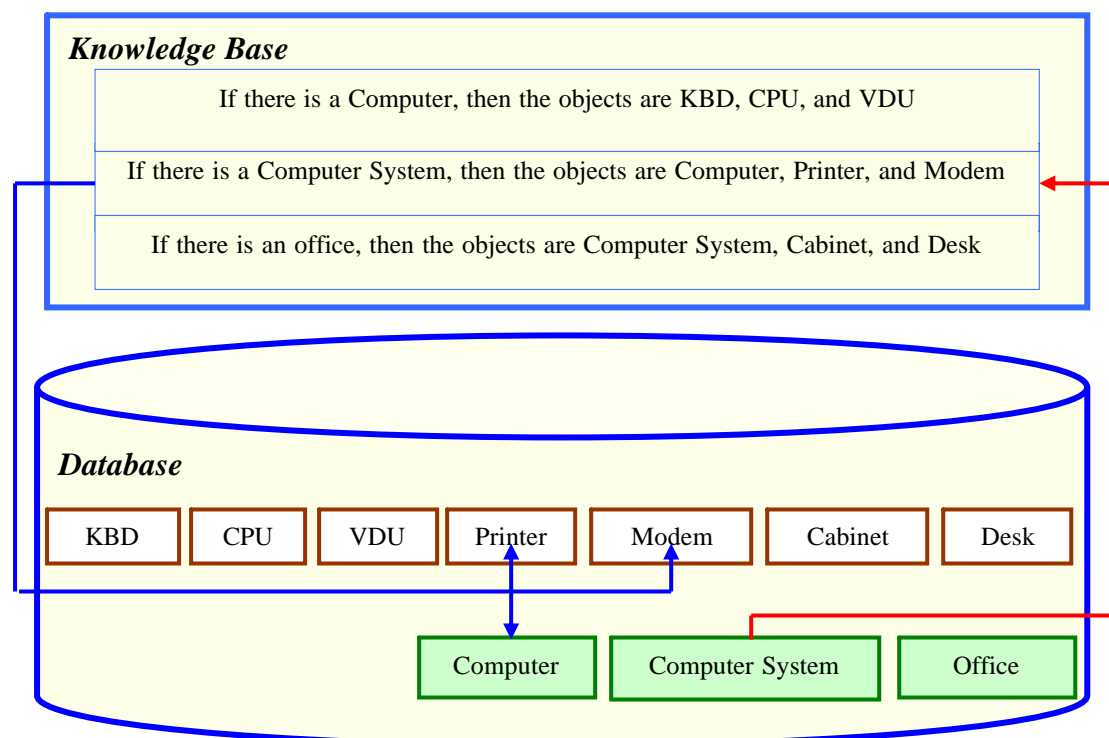 Knowledge Base
If there is a Computer, then the objects are KBD, CPU, and VDU
If there is a Computer System, then the objects are Computer, Printer, and Modem
If there is an office, then the objects are Computer System, Cabinet, and Desk
Database
KBD CPU VDU Printer Modem Cabinet Desk
Computer Computer System Office